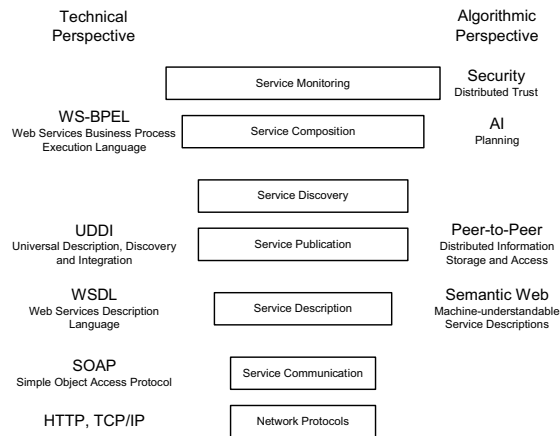 Technical
Perspective
Algorithmic
Perspective
Service Monitoring
Security
Distributed Trust
WS-BPEL
Web Services Business Process
Execution Language
Service Composition
AI
Planning
Service Discovery
UDDI
Universal Description, Discovery
and Integration
Service Publication
Peer-to-Peer
Distributed Information
Storage and Access
WSDL
Web Services Description
Language
Service Description
Semantic Web
Machine-understandable
Service Descriptions
SOAP
Simple Object Access Protocol
Service Communication
HTTP, TCP/IP
Network Protocols